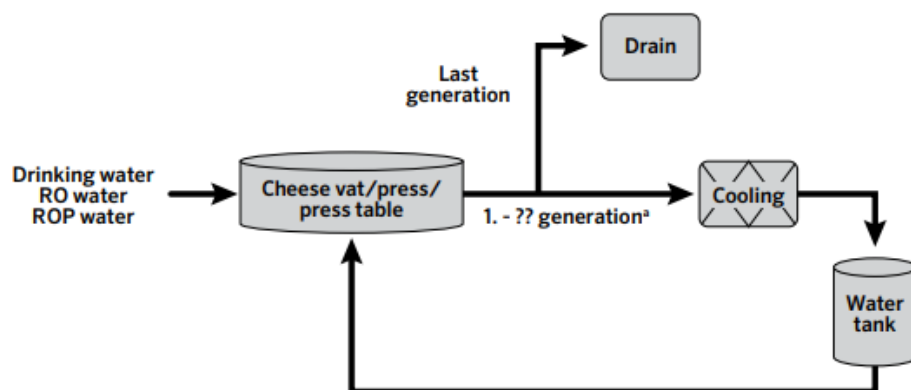 Drain
Last
generation
Drinking water
RO water
ROP water
Cheese vat/press/
press table
1. - ?? generationᵃ
Cooling
Water
tank